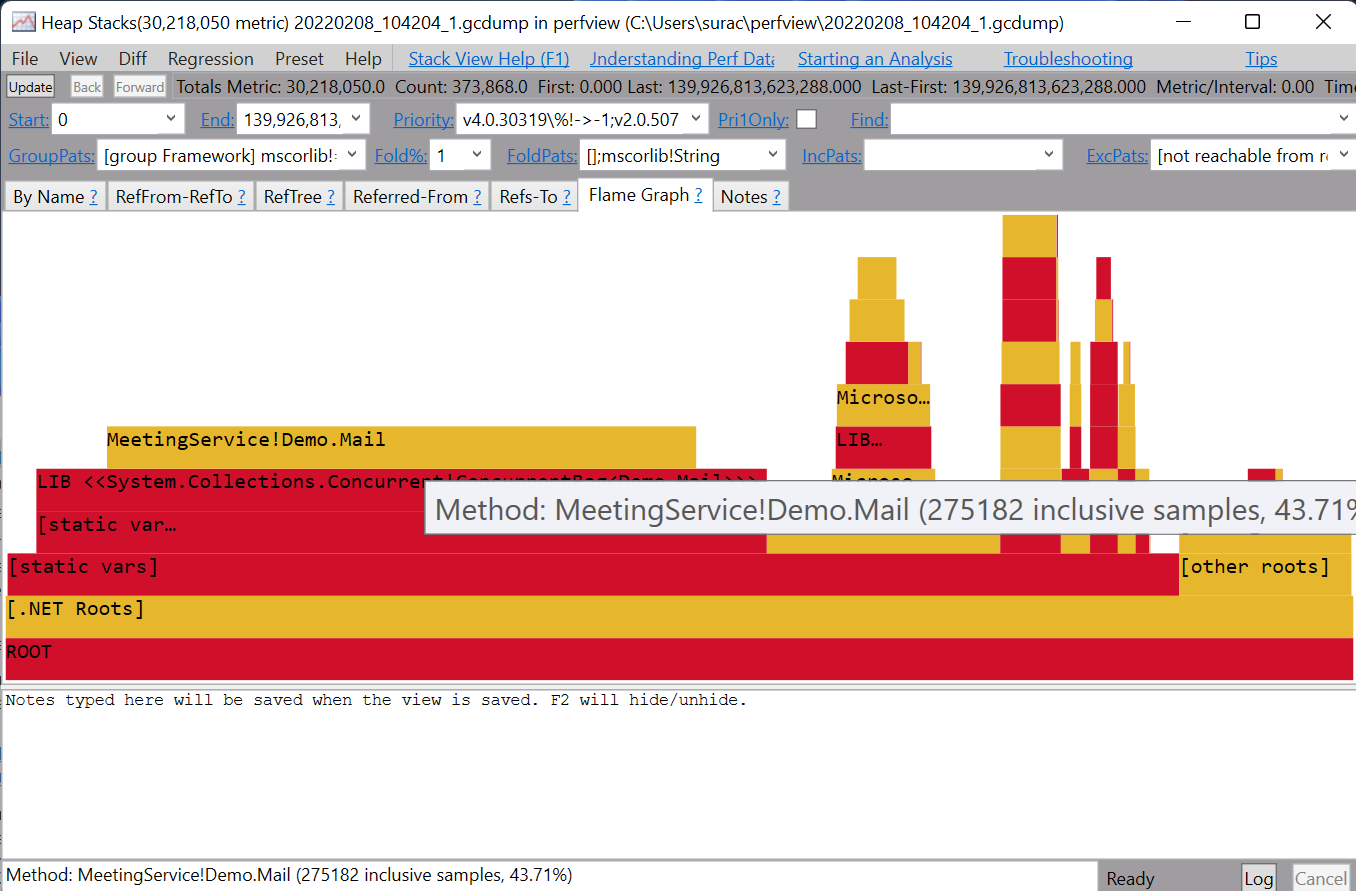 Heap Stacks(30,218,050 metric) 20220208_104204_1.gcdump in perfview (C:\Users\surac\perfview\20220208_104204_1.gcdump)
File View Diff Regression Preset Help Stack View Help (F1) Understanding Perf Data Starting an Analysis Troubleshooting Tips
Update Back Forward Totals Metric: 30,218,050.0 Count: 373,868.0 First: 0.000 Last: 139,926,813,623,288.000 Last-First: 139,926,813,623,288.000 Metric/Interval: 0.00 Time
Start: 0 End: 139,926,813, Priority: v4.0.30319\%!->-1;v2.0.507 Pri1Only: Find:
GroupPats: [group Framework] mscorlib!: Fold%: 1 FoldPats: [];mscorlib!String IncPats: ExcPats: [not reachable from r
By Name ? RefFrom-RefTo ? RefTree ? Referred-From ? Refs-To ? Flame Graph ? Notes ?
Microso…
MeetingService!Demo.Mail LIB…
LIB <<System.Collections.Concurrent!ConcurrentBag<Demo.Mail>>> Microso…
Method: MeetingService!Demo.Mail (275182 inclusive samples, 43.71%
[static var…
[static vars] [other roots]
[.NET Roots]
ROOT
Notes typed here will be saved when the view is saved. F2 will hide/unhide.
Method: MeetingService!Demo.Mail (275182 inclusive samples, 43.71%) Ready Log Cancel